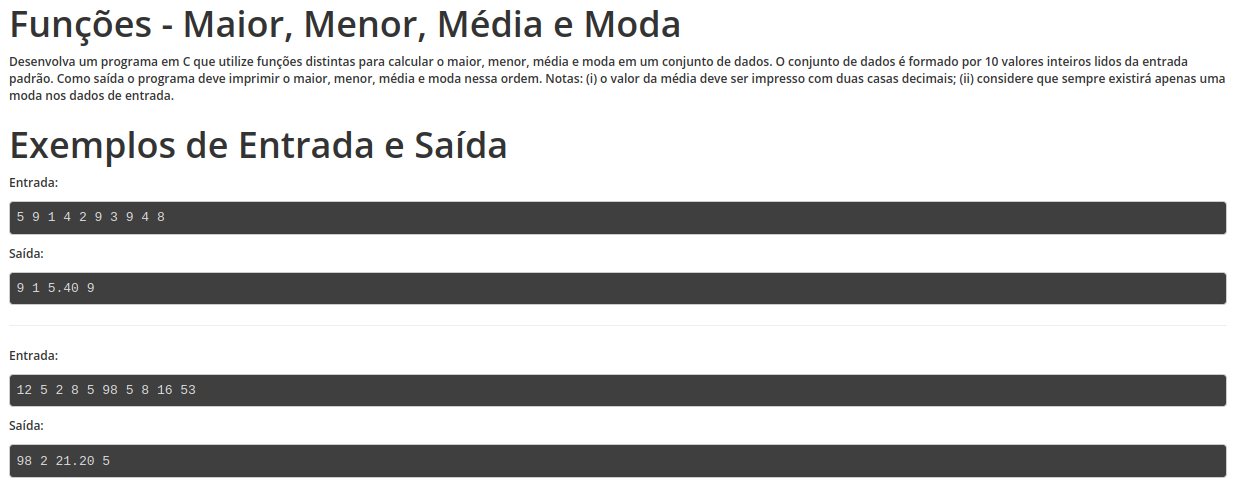 Funções - Maior, Menor, Média e Moda
Desenvolva um programa em C que utilize funções distintas para calcular o maior, menor, média e moda em um conjunto de dados. O conjunto de dados é formado por 10 valores inteiros lidos da entrada
padrão. Como saída o programa deve imprimir o maior, menor, média e moda nessa ordem. Notas: (i) o valor da média deve ser impresso com duas casas decimais; (ii) considere que sempre existirá apenas uma
moda nos dados de entrada.
Exemplos de Entrada e Saída
Entrada:
5 9 1 4 2 9 3 9 4 8
Saída:
9 1 5.40 9
Entrada:
12 5 2 8 5 98 5 8 16 53
Saída:
98 2 21.20 5